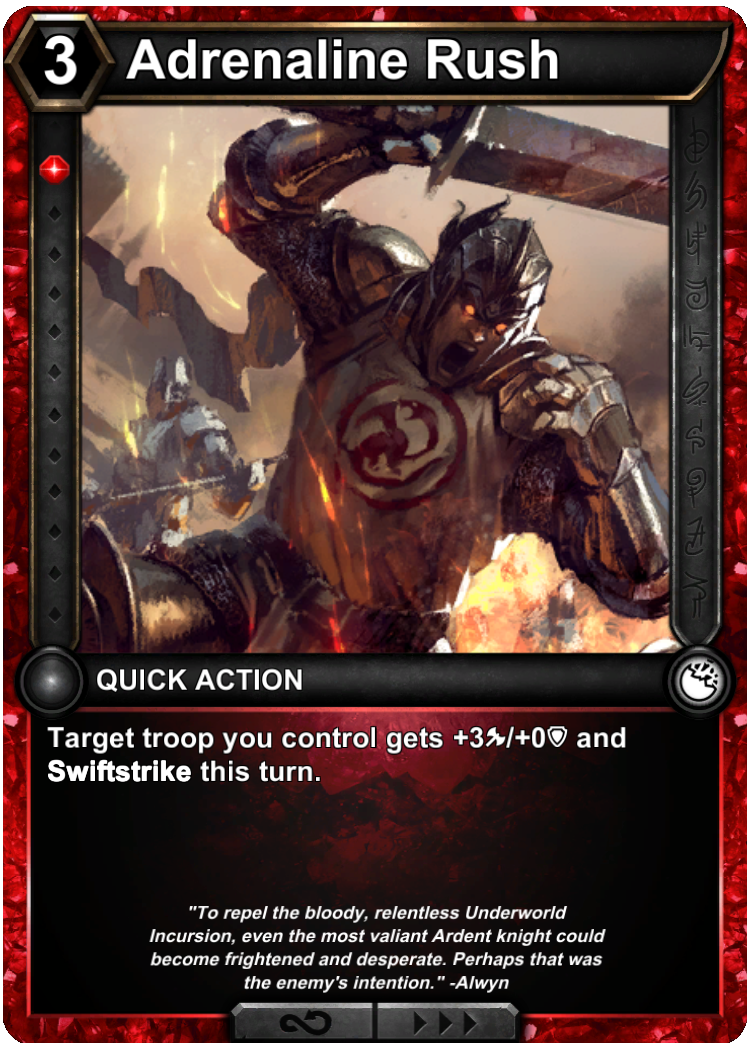 3 Adrenaline Rush
QUICK ACTION
Target troop you control gets +3/+0 and
Swiftstrike this turn.
"To repel the bloody, relentless Underworld
Incursion, even the most valiant Ardent knight could
become frightened and desperate. Perhaps that was
the enemy's intention." -Alwyn